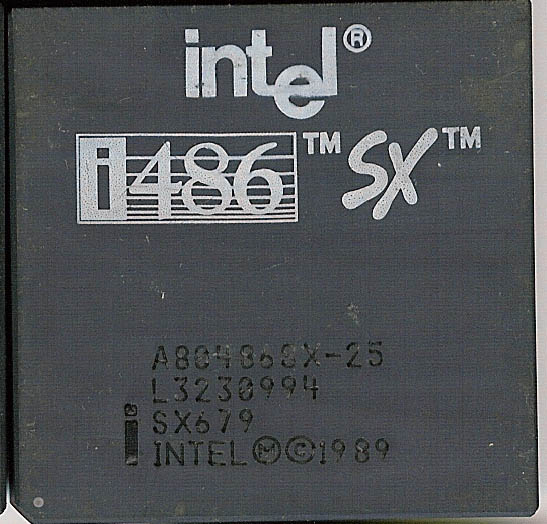 intel®
i486™ SX™
A80486SX-25
L3230994
SX679
i INTEL Ⓜ©1989